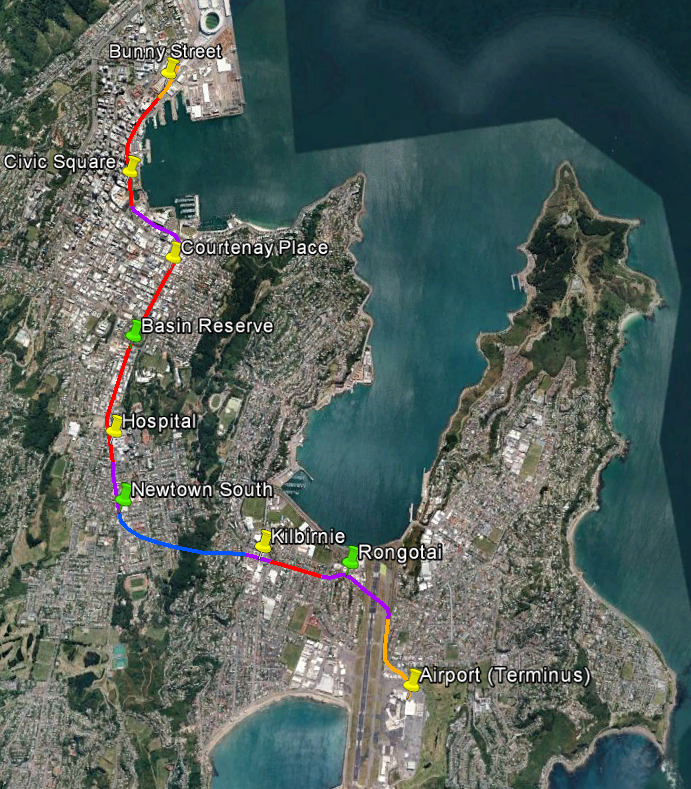 Bunny Street
Civic Square
Courtenay Place
Basin Reserve
Hospital
Newtown South
Kilbirnie
Rongotai
Airport (Terminus)